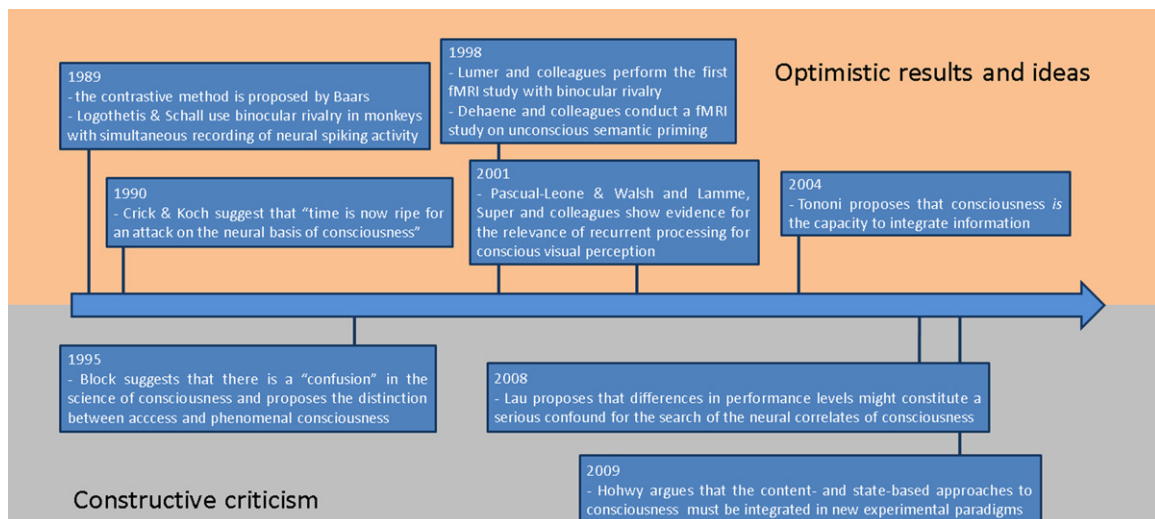 Optimistic results and ideas
1989
- the contrastive method is proposed by Baars
- Logothetis & Schall use binocular rivalry in monkeys
with simultaneous recording of neural spiking activity
1998
- Lumer and colleagues perform the first
fMRI study with binocular rivalry
- Dehaene and colleagues conduct a fMRI
study on unconscious semantic priming
1990
- Crick & Koch suggest that “time is now ripe for
an attack on the neural basis of consciousness”
2001
- Pascual-Leone & Walsh and Lamme,
Super and colleagues show evidence for
the relevance of recurrent processing for
conscious visual perception
2004
- Tononi proposes that consciousness is
the capacity to integrate information
1995
- Block suggests that there is a “confusion” in the
science of consciousness and proposes the distinction
between acccess and phenomenal consciousness
2008
- Lau proposes that differences in performance levels might constitute a
serious confound for the search of the neural correlates of consciousness
2009
- Hohwy argues that the content- and state-based approaches to
consciousness must be integrated in new experimental paradigms
Constructive criticism